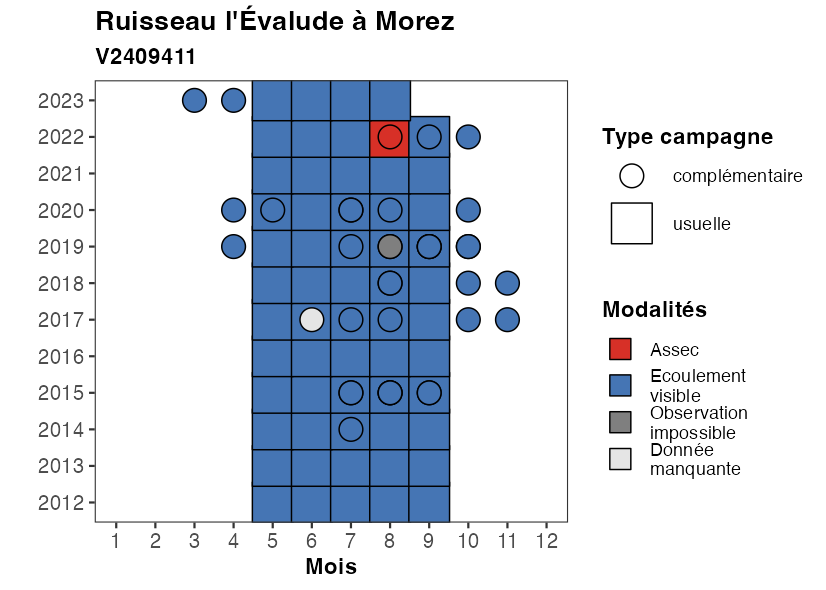 Ruisseau l'Évalude à Morez
V2409411
2023
2022
2021
2020
2019
2018
2017
2016
2015
2014
2013
2012
1 2 3 4 5 6 7 8 9 10 11 12
Mois
Type campagne
complémentaire
usuelle
Modalités
Assec
Ecoulement
visible
Observation
impossible
Donnée
manquante